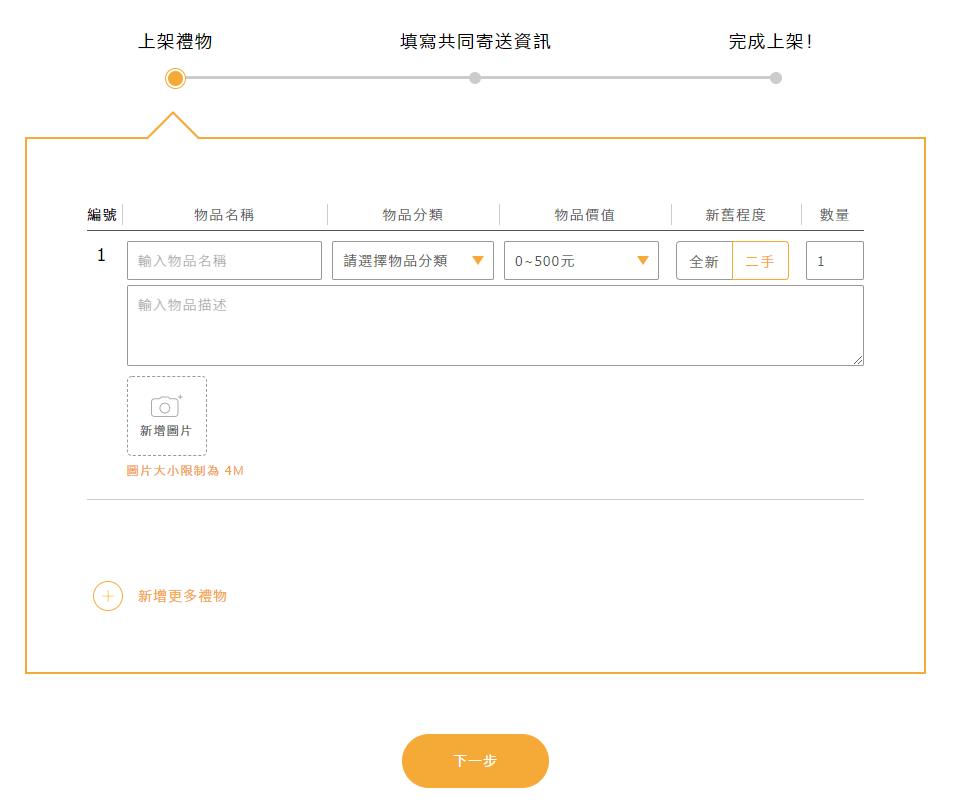 上架禮物 填寫共同寄送資訊 完成上架！
編號 物品名稱 物品分類 物品價值 新舊程度 數量
1 輸入物品名稱 請選擇物品分類 0~500元 全新 二手 1
輸入物品描述
新增圖片
圖片大小限制為 4M
新增更多禮物
下一步